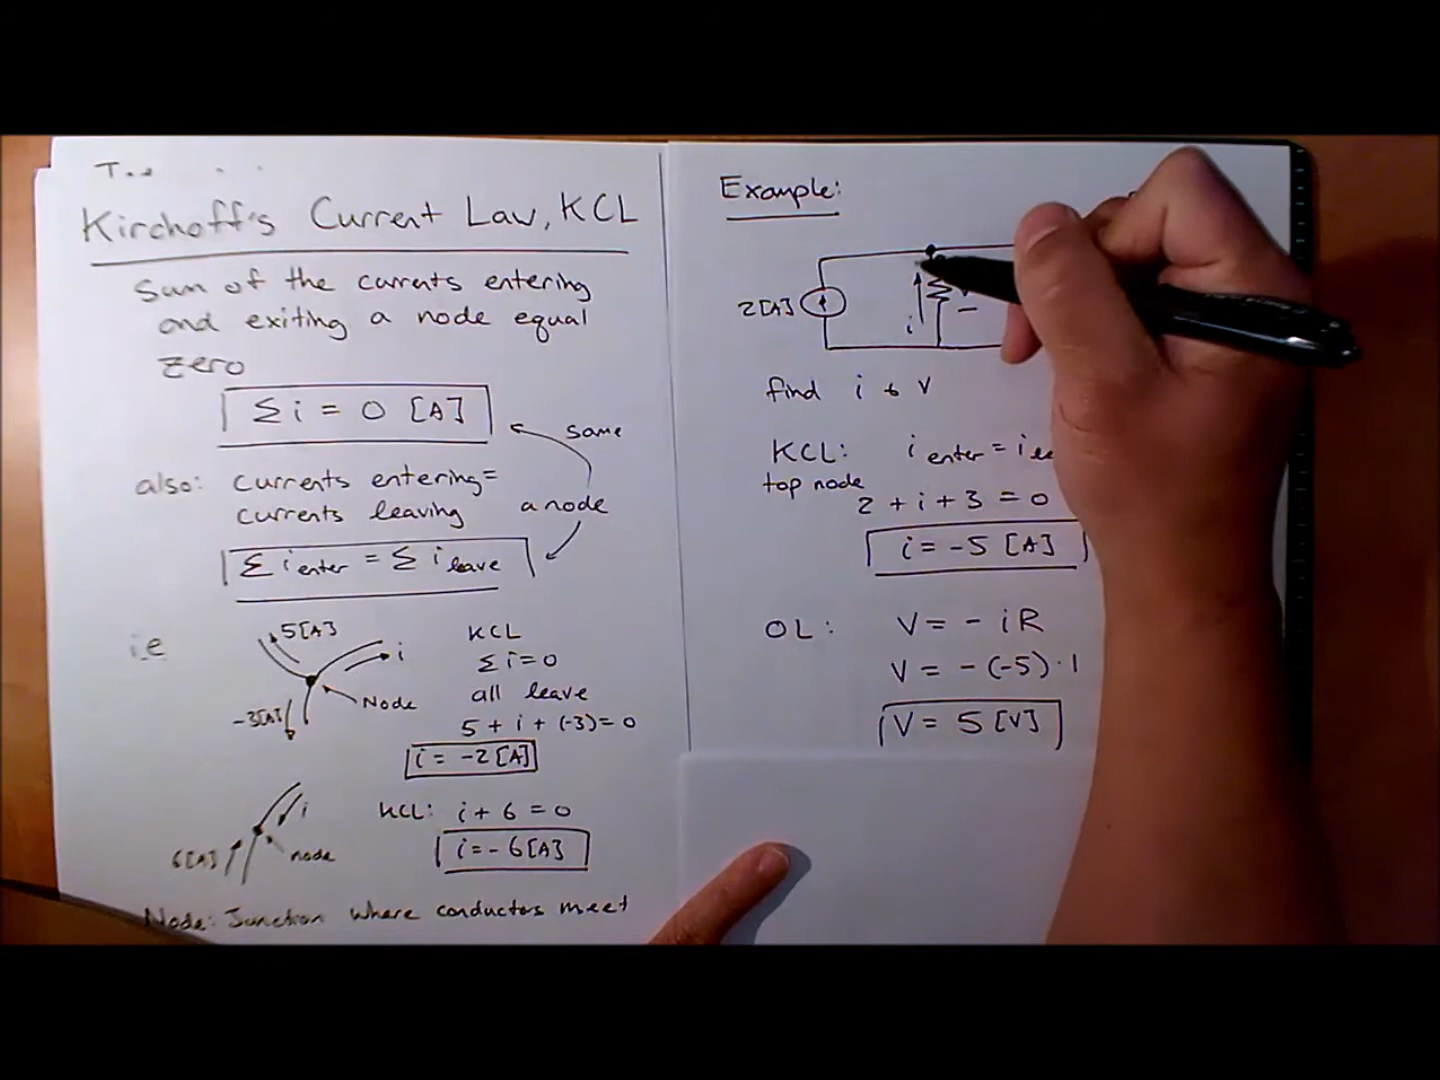 Kirchoff's Current Law, KCL
Sum of the currents entering
and exiting a node equal
zero
Σi = 0 [A]
same
also: currents entering=
currents leaving
a node
Σ i enter = Σ i leave
i.e
5[A]
i
Node
-3[A]
KCL
Σi=0
all leave
5 + i + (-3) = 0
i = -2[A]
i
6[A]
node
KCL: i + 6 = 0
i = - 6[A]
Node: Junction where conductors meet
Example:
2[A]
i
find i & V
KCL: i enter = i
top node
2 + i + 3 = 0
i = -5 [A]
OL: V = - iR
V = - (-5) · 1
V = 5 [V]